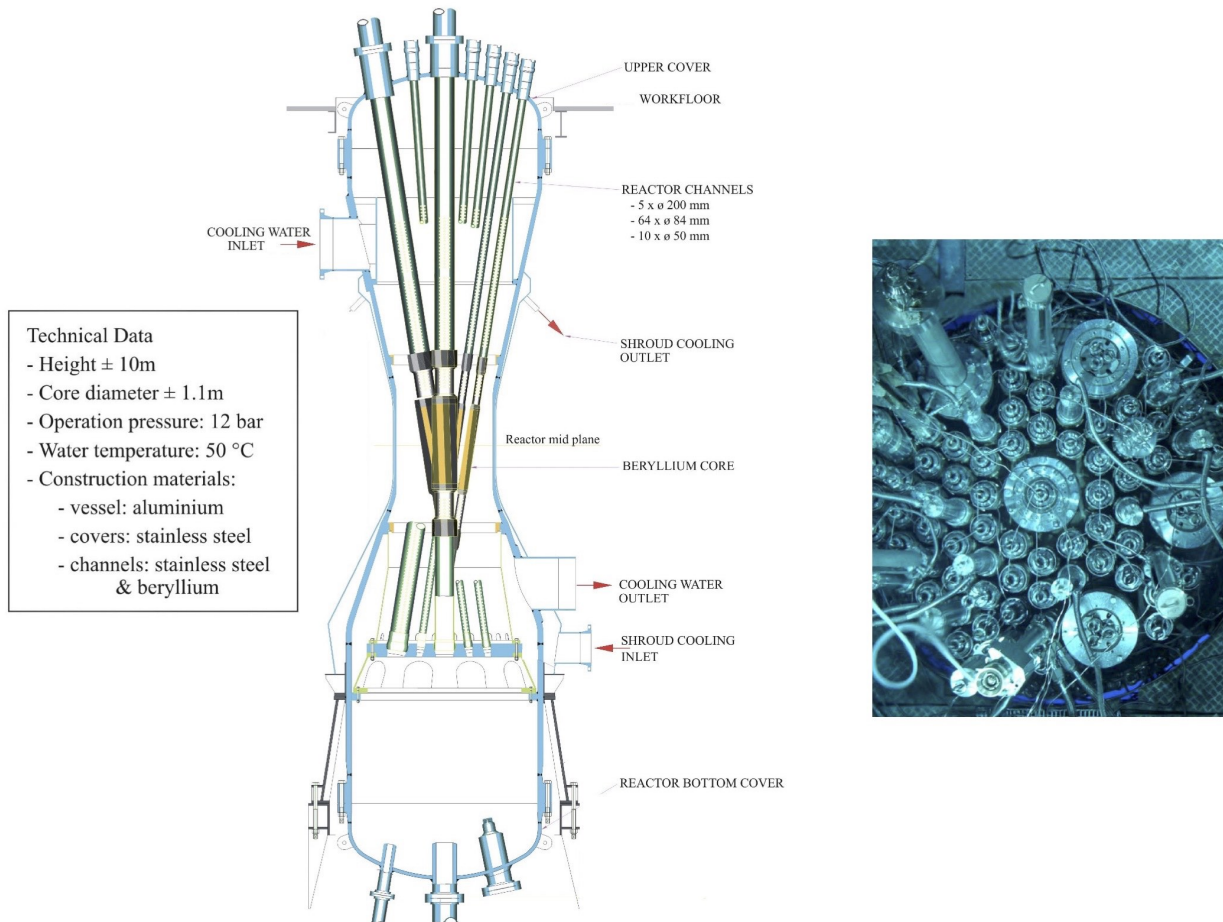 UPPER COVER
WORKFLOOR
REACTOR CHANNELS
- 5 x ø 200 mm
- 64 x ø 84 mm
- 10 x ø 50 mm
COOLING WATER
INLET
Technical Data
- Height ± 10m
- Core diameter ± 1.1m
- Operation pressure: 12 bar
- Water temperature: 50 °C
- Construction materials:
- vessel: aluminium
- covers: stainless steel
- channels: stainless steel
& beryllium
SHROUD COOLING
OUTLET
Reactor mid plane
BERYLLIUM CORE
COOLING WATER
OUTLET
SHROUD COOLING
INLET
REACTOR BOTTOM COVER